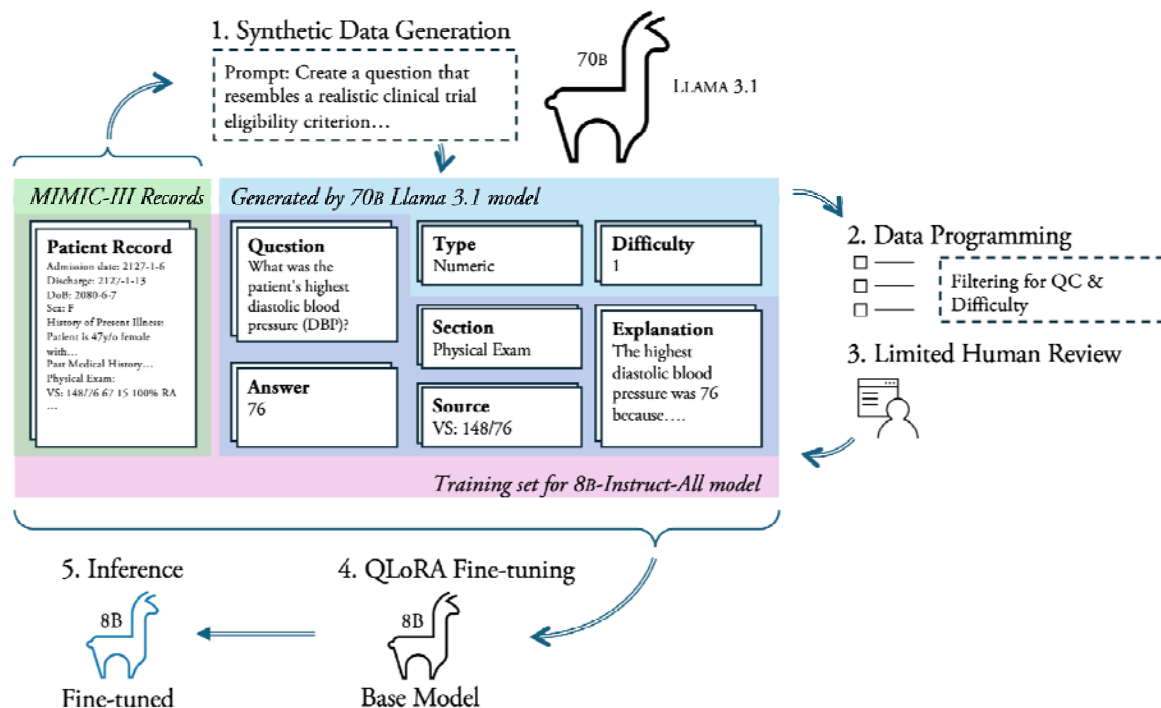 1. Synthetic Data Generation
Prompt: Create a question that
resembles a realistic clinical trial
eligibility criterion…
70B
LLAMA 3.1
MIMIC-III Records
Generated by 70B Llama 3.1 model
Patient Record
Admission date: 2127-1-6
Discharge: 2127-1-13
DoB: 2080-6-7
Sex: F
History of Present Illness:
Patient is 47y/o female
with…
Past Medical History…
Physical Exam:
VS: 148/76 67 15 100% RA
…
Question
What was the
patient's highest
diastolic blood
pressure (DBP)?
Answer
76
Type
Numeric
Difficulty
1
Section
Physical Exam
Source
VS: 148/76
Explanation
The highest
diastolic blood
pressure was 76
because….
Training set for 8B-Instruct-All model
2. Data Programming
Filtering for QC &
Difficulty
3. Limited Human Review
4. QLoRA Fine-tuning
8B
Base Model
5. Inference
8B
Fine-tuned